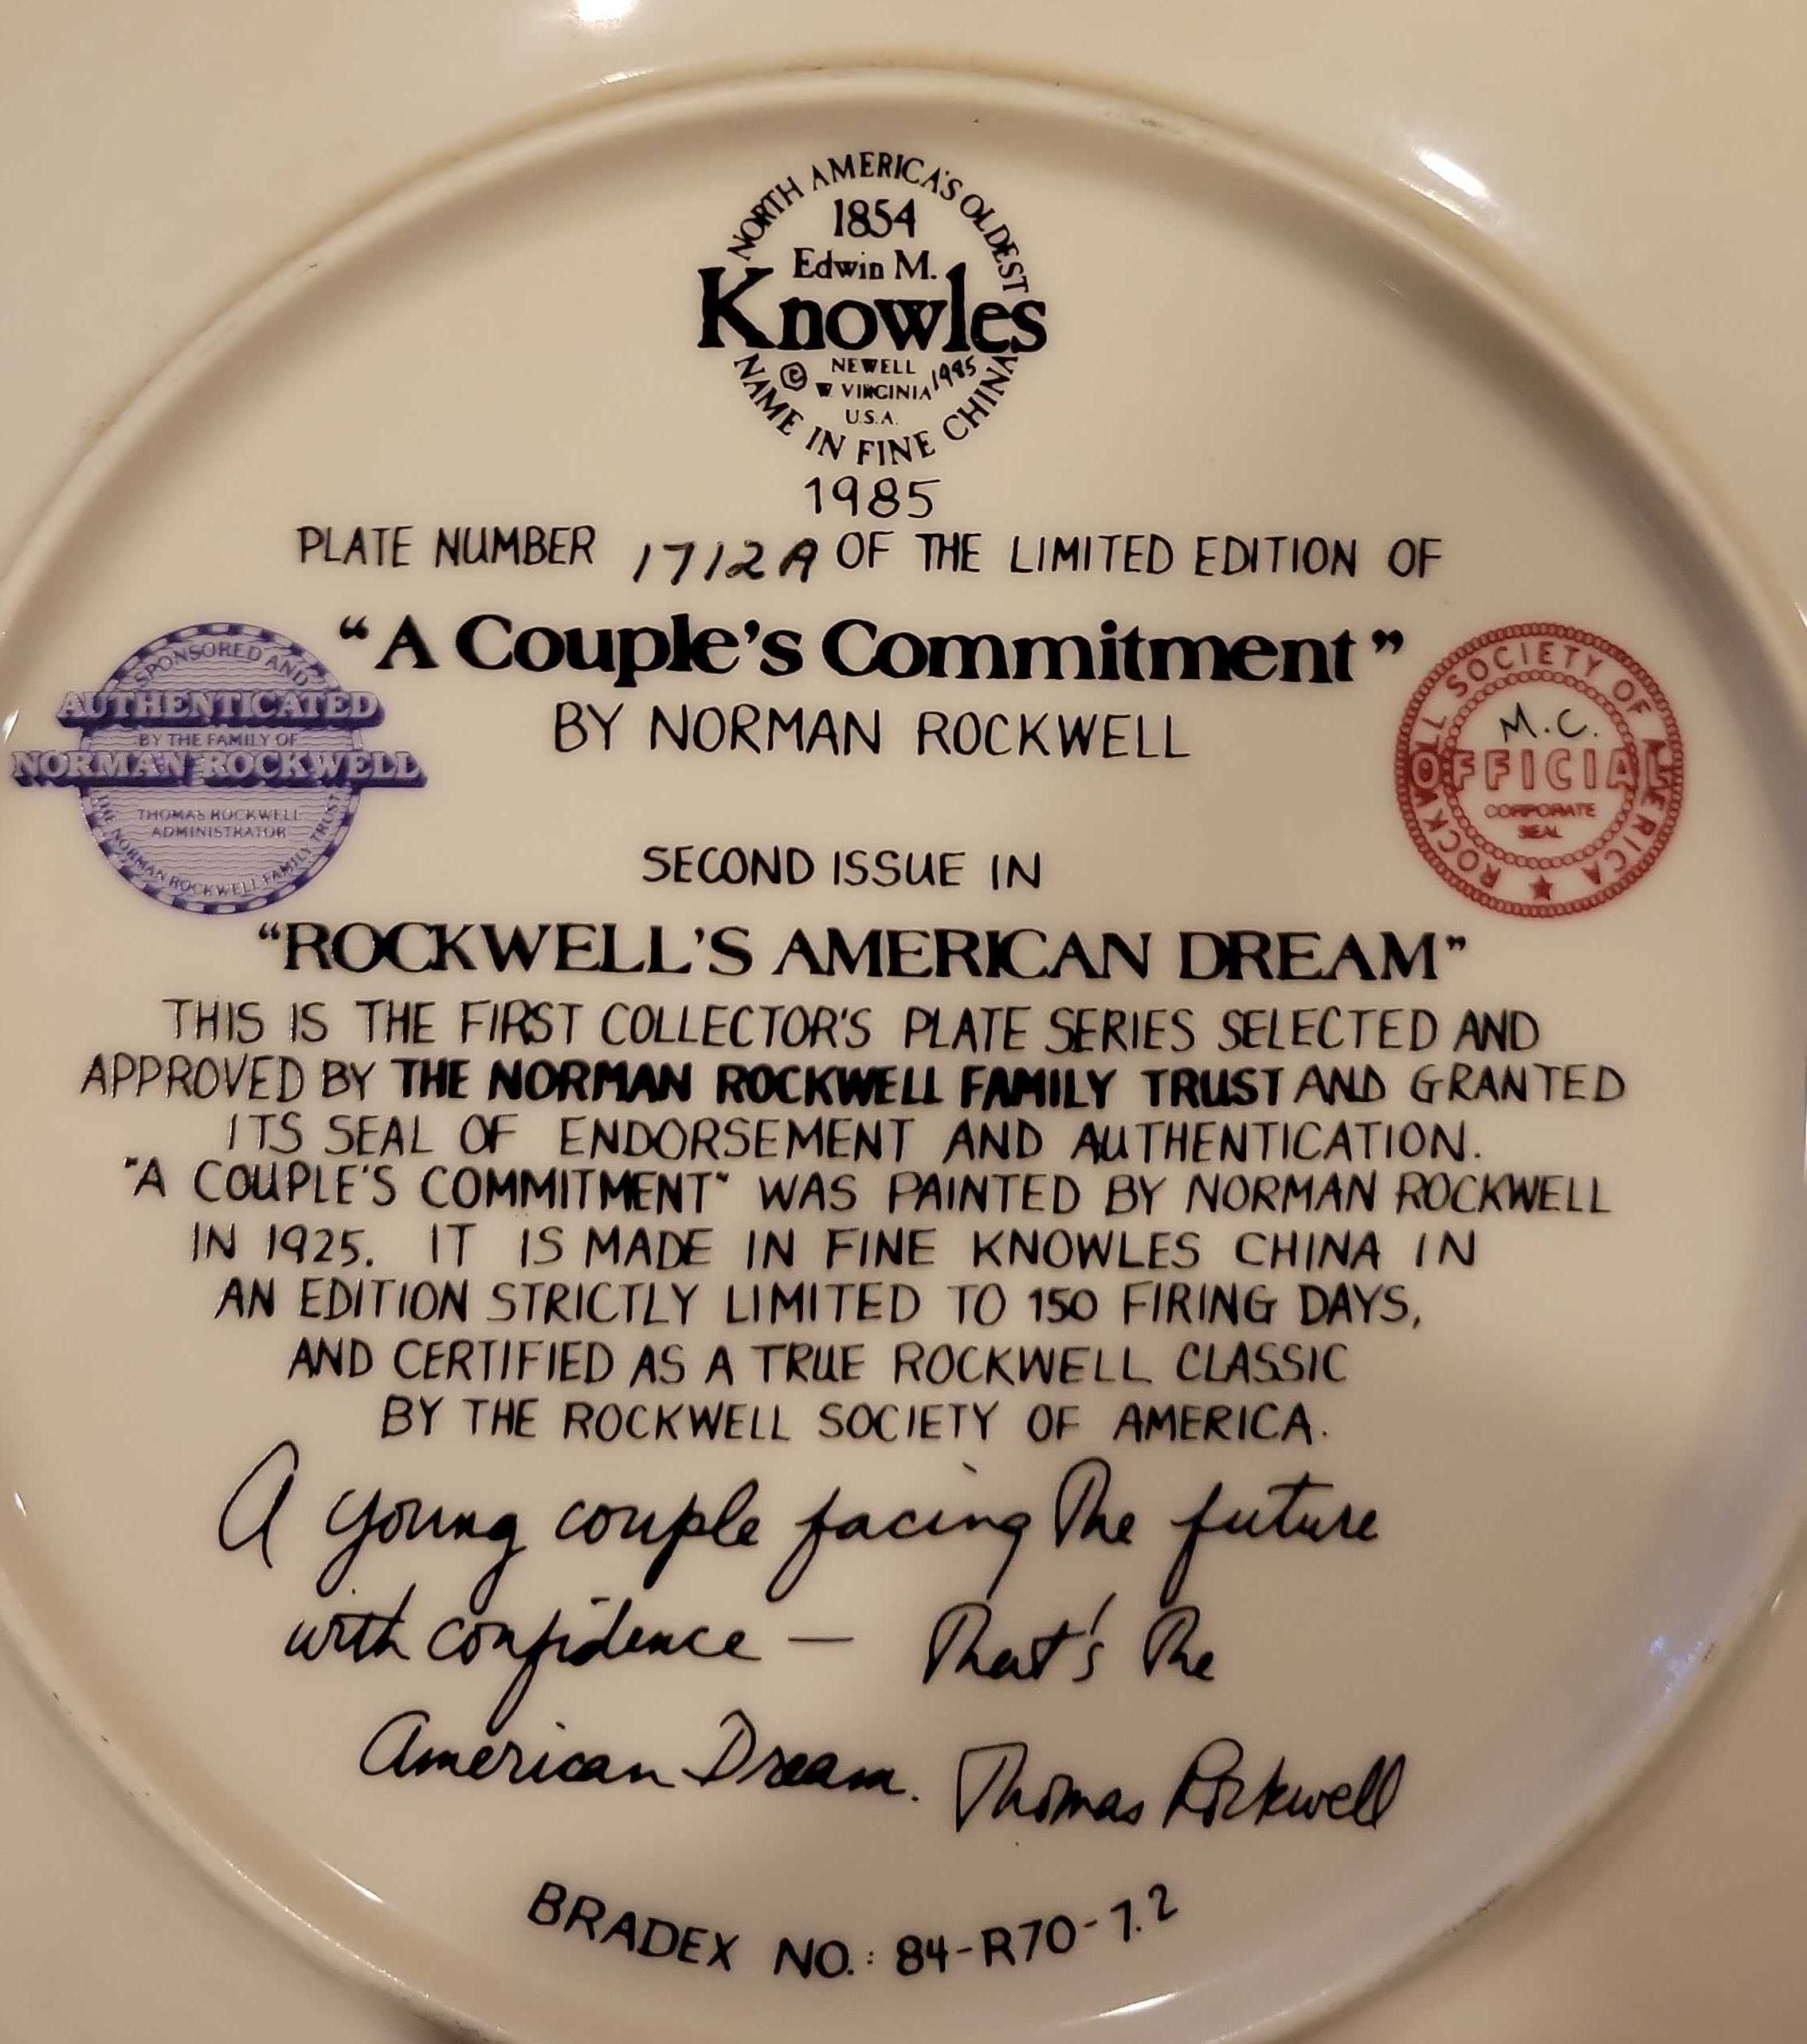 NORTH AMERICA'S OLDEST
1854
Edwin M.
Knowles
© NEWELL 1985
W. VIRGINIA
U.S.A.
NAME IN FINE CHINA
1985
PLATE NUMBER 1712A OF THE LIMITED EDITION OF
"A Couple's Commitment"
BY NORMAN ROCKWELL
SPONSORED AND
AUTHENTICATED
BY THE FAMILY OF
NORMAN ROCKWELL
THOMAS ROCKWELL
ADMINISTRATOR
THE NORMAN ROCKWELL FAMILY TRUST
ROCKWELL SOCIETY OF AMERICA
M.C.
OFFICIAL
CORPORATE
SEAL
SECOND ISSUE IN
"ROCKWELL'S AMERICAN DREAM"
THIS IS THE FIRST COLLECTOR'S PLATE SERIES SELECTED AND
APPROVED BY THE NORMAN ROCKWELL FAMILY TRUST AND GRANTED
ITS SEAL OF ENDORSEMENT AND AUTHENTICATION.
"A COUPLE'S COMMITMENT" WAS PAINTED BY NORMAN ROCKWELL
IN 1925. IT IS MADE IN FINE KNOWLES CHINA IN
AN EDITION STRICTLY LIMITED TO 150 FIRING DAYS,
AND CERTIFIED AS A TRUE ROCKWELL CLASSIC
BY THE ROCKWELL SOCIETY OF AMERICA.
A young couple facing The future
with confidence — That's The
American Dream. Thomas Rockwell
BRADEX NO.: 84-R70-7.2